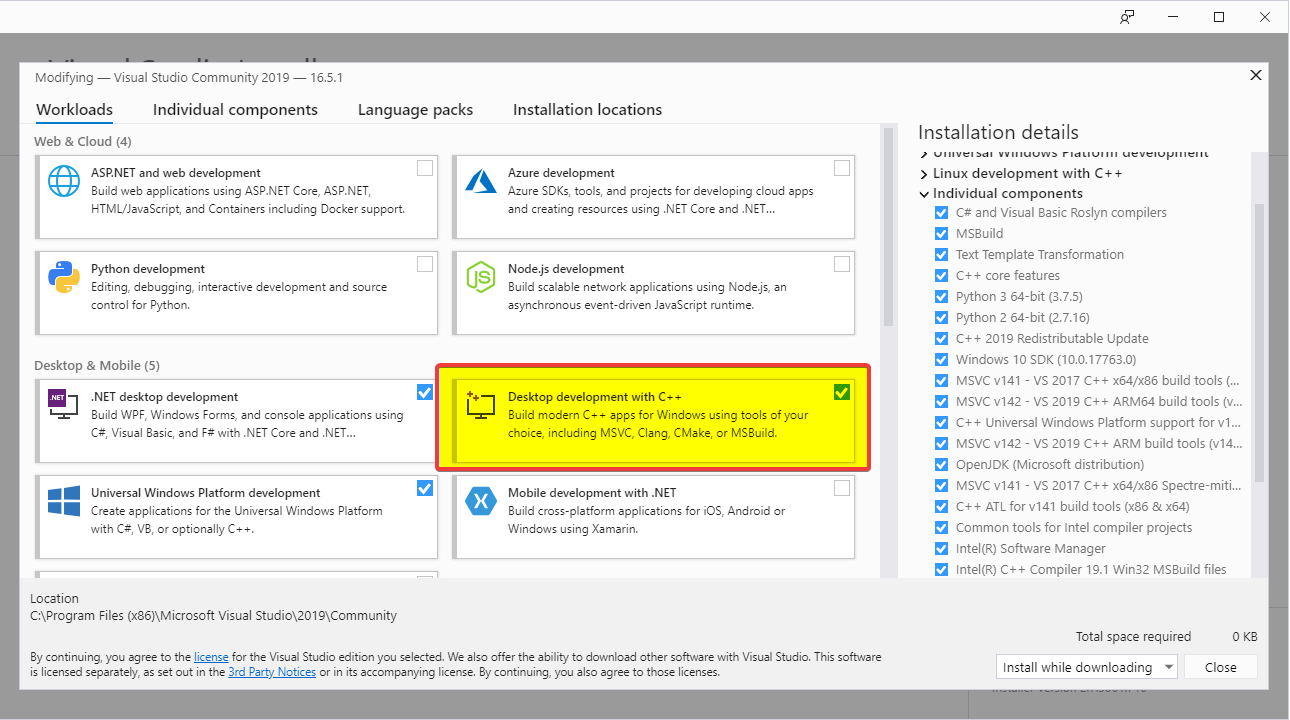 Modifying — Visual Studio Community 2019 — 16.5.1
Workloads
Individual components
Language packs
Installation locations
Web & Cloud (4)
ASP.NET and web development
Build web applications using ASP.NET Core, ASP.NET,
HTML/JavaScript, and Containers including Docker support.
Azure development
Azure SDKs, tools, and projects for developing cloud apps
and creating resources using .NET Core and .NET...
Python development
Editing, debugging, interactive development and source
control for Python.
Node.js development
Build scalable network applications using Node.js, an
asynchronous event-driven JavaScript runtime.
Desktop & Mobile (5)
.NET
.NET desktop development
Build WPF, Windows Forms, and console applications using
C#, Visual Basic, and F# with .NET Core and .NET...
Desktop development with C++
Build modern C++ apps for Windows using tools of your
choice, including MSVC, Clang, CMake, or MSBuild.
Universal Windows Platform development
Create applications for the Universal Windows Platform
with C#, VB, or optionally C++.
Mobile development with .NET
Build cross-platform applications for iOS, Android or
Windows using Xamarin.
Installation details
Universal Windows Platform development
Linux development with C++
Individual components
C# and Visual Basic Roslyn compilers
MSBuild
Text Template Transformation
C++ core features
Python 3 64-bit (3.7.5)
Python 2 64-bit (2.7.16)
C++ 2019 Redistributable Update
Windows 10 SDK (10.0.17763.0)
MSVC v141 - VS 2017 C++ x64/x86 build tools (...
MSVC v142 - VS 2019 C++ ARM64 build tools (v...
C++ Universal Windows Platform support for v1...
MSVC v142 - VS 2019 C++ ARM build tools (v14...
OpenJDK (Microsoft distribution)
MSVC v141 - VS 2017 C++ x64/x86 Spectre-miti...
C++ ATL for v141 build tools (x86 & x64)
Common tools for Intel compiler projects
Intel(R) Software Manager
Intel(R) C++ Compiler 19.1 Win32 MSBuild files
Location
C:\Program Files (x86)\Microsoft Visual Studio\2019\Community
Total space required 0 KB
By continuing, you agree to the license for the Visual Studio edition you selected. We also offer the ability to download other software with Visual Studio. This software
is licensed separately, as set out in the 3rd Party Notices or in its accompanying license. By continuing, you also agree to those licenses.
Install while downloading
Close